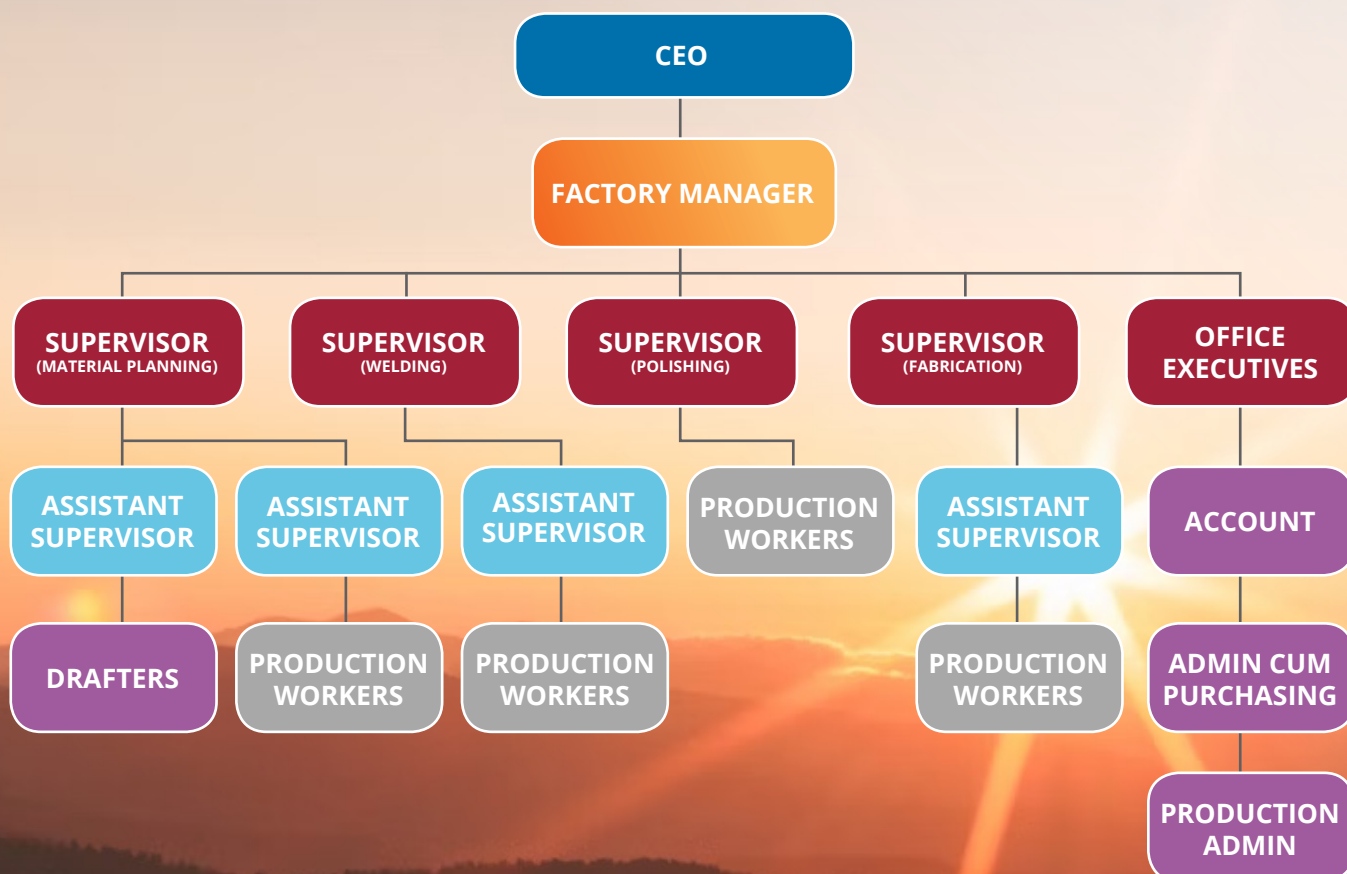 CEO
FACTORY MANAGER
SUPERVISOR
(MATERIAL PLANNING)
SUPERVISOR
(WELDING)
SUPERVISOR
(POLISHING)
SUPERVISOR
(FABRICATION)
OFFICE
EXECUTIVES
ASSISTANT
SUPERVISOR
ASSISTANT
SUPERVISOR
ASSISTANT
SUPERVISOR
PRODUCTION
WORKERS
ASSISTANT
SUPERVISOR
ACCOUNT
DRAFTERS
PRODUCTION
WORKERS
PRODUCTION
WORKERS
PRODUCTION
WORKERS
ADMIN CUM
PURCHASING
PRODUCTION
ADMIN